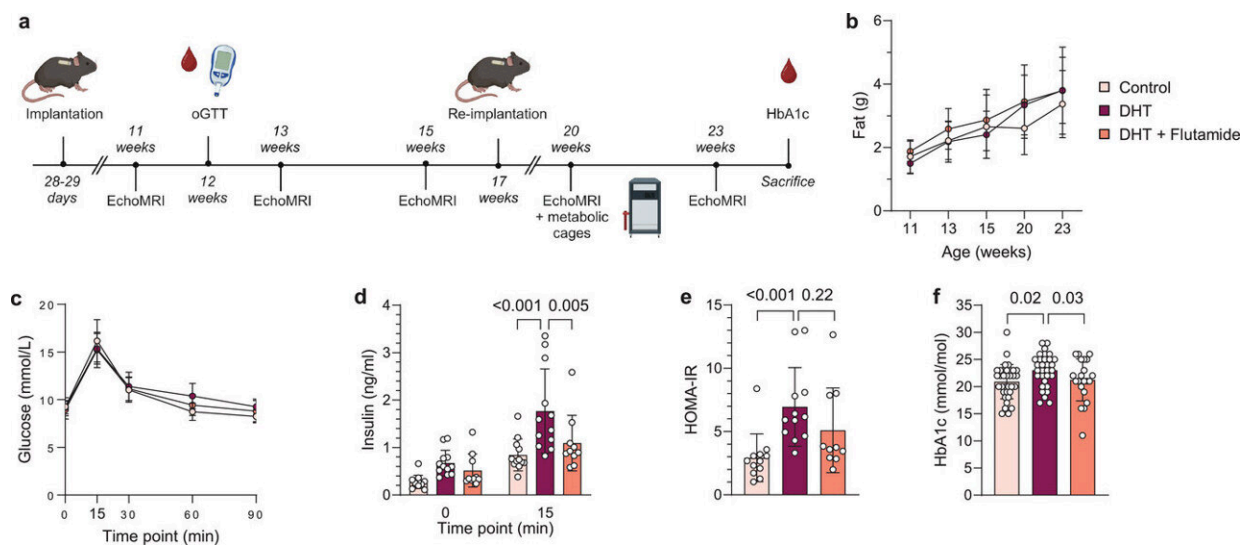 a
Implantation
oGTT
Re-implantation
HbA1c
11
weeks
13
weeks
15
weeks
20
weeks
23
weeks
28-29
days
EchoMRI
12
weeks
EchoMRI
EchoMRI
17
weeks
EchoMRI
+ metabolic
cages
EchoMRI
Sacrifice
b
Fat (g)
6
4
2
0
11 13 15 20 23
Age (weeks)
Control
DHT
DHT + Flutamide
c
Glucose (mmol/L)
20
15
10
5
0
0 15 30 60 90
Time point (min)
d
Insulin (ng/ml)
<0.001 0.005
4
3
2
1
0
0 15
Time point (min)
e
HOMA-IR
<0.001 0.22
15
10
5
0
f
HbA1c (mmol/mol)
0.02 0.03
35
30
25
20
15
10
5
0